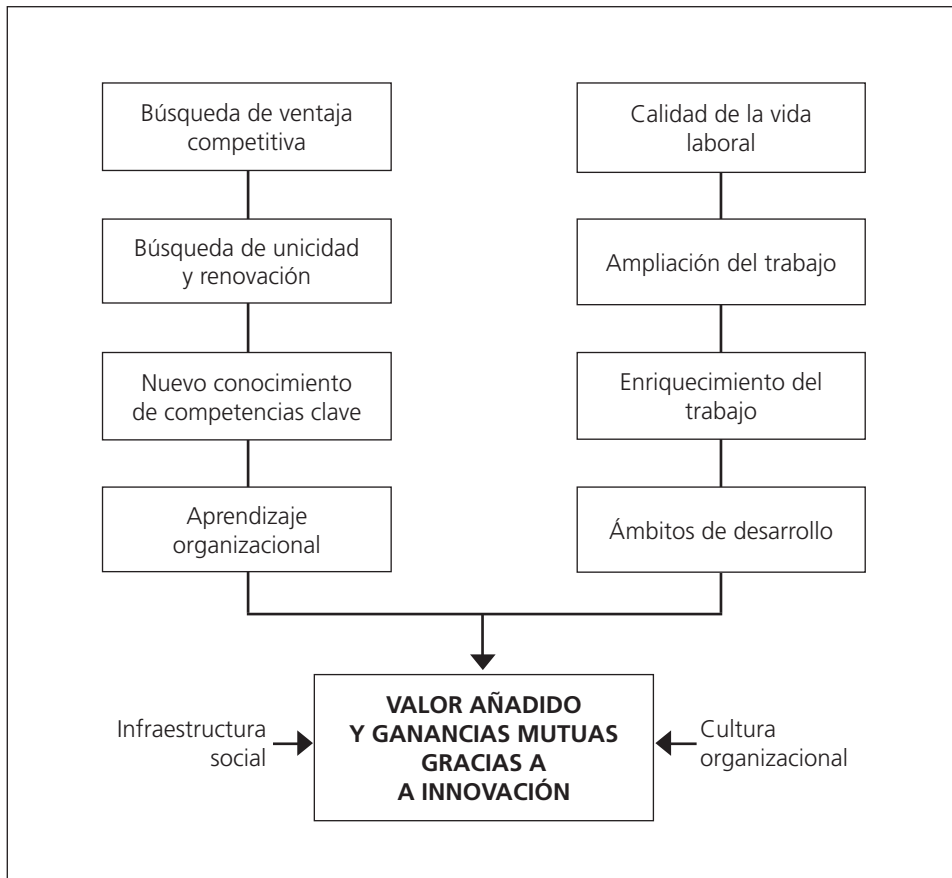 Búsqueda de ventaja
competitiva
Búsqueda de unicidad
y renovación
Nuevo conocimiento
de competencias clave
Aprendizaje
organizacional
Calidad de la vida
laboral
Ampliación del trabajo
Enriquecimiento del
trabajo
Ámbitos de desarrollo
Infraestructura
social
VALOR AÑADIDO
Y GANANCIAS MUTUAS
GRACIAS A
A INNOVACIÓN
Cultura
organizacional